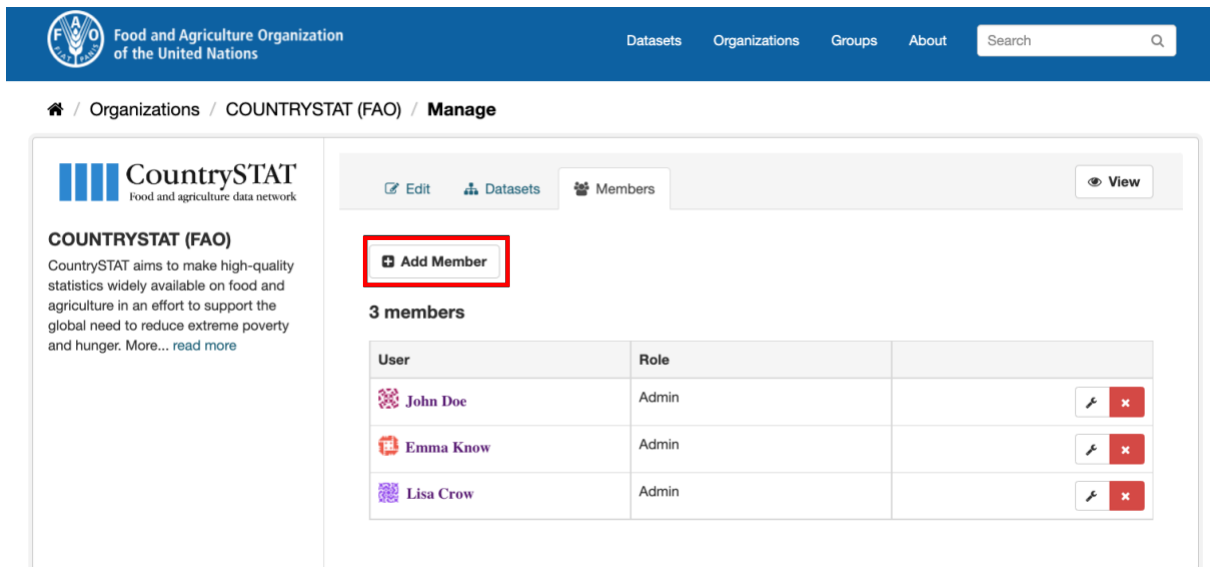 Food and Agriculture Organization
of the United Nations
Datasets Organizations Groups About Search
/ Organizations / COUNTRYSTAT (FAO) / Manage
CountrySTAT
Food and agriculture data network
COUNTRYSTAT (FAO)
CountrySTAT aims to make high-quality
statistics widely available on food and
agriculture in an effort to support the
global need to reduce extreme poverty
and hunger. More... read more
Edit Datasets Members View
Add Member
3 members
User Role
John Doe Admin
Emma Know Admin
Lisa Crow Admin